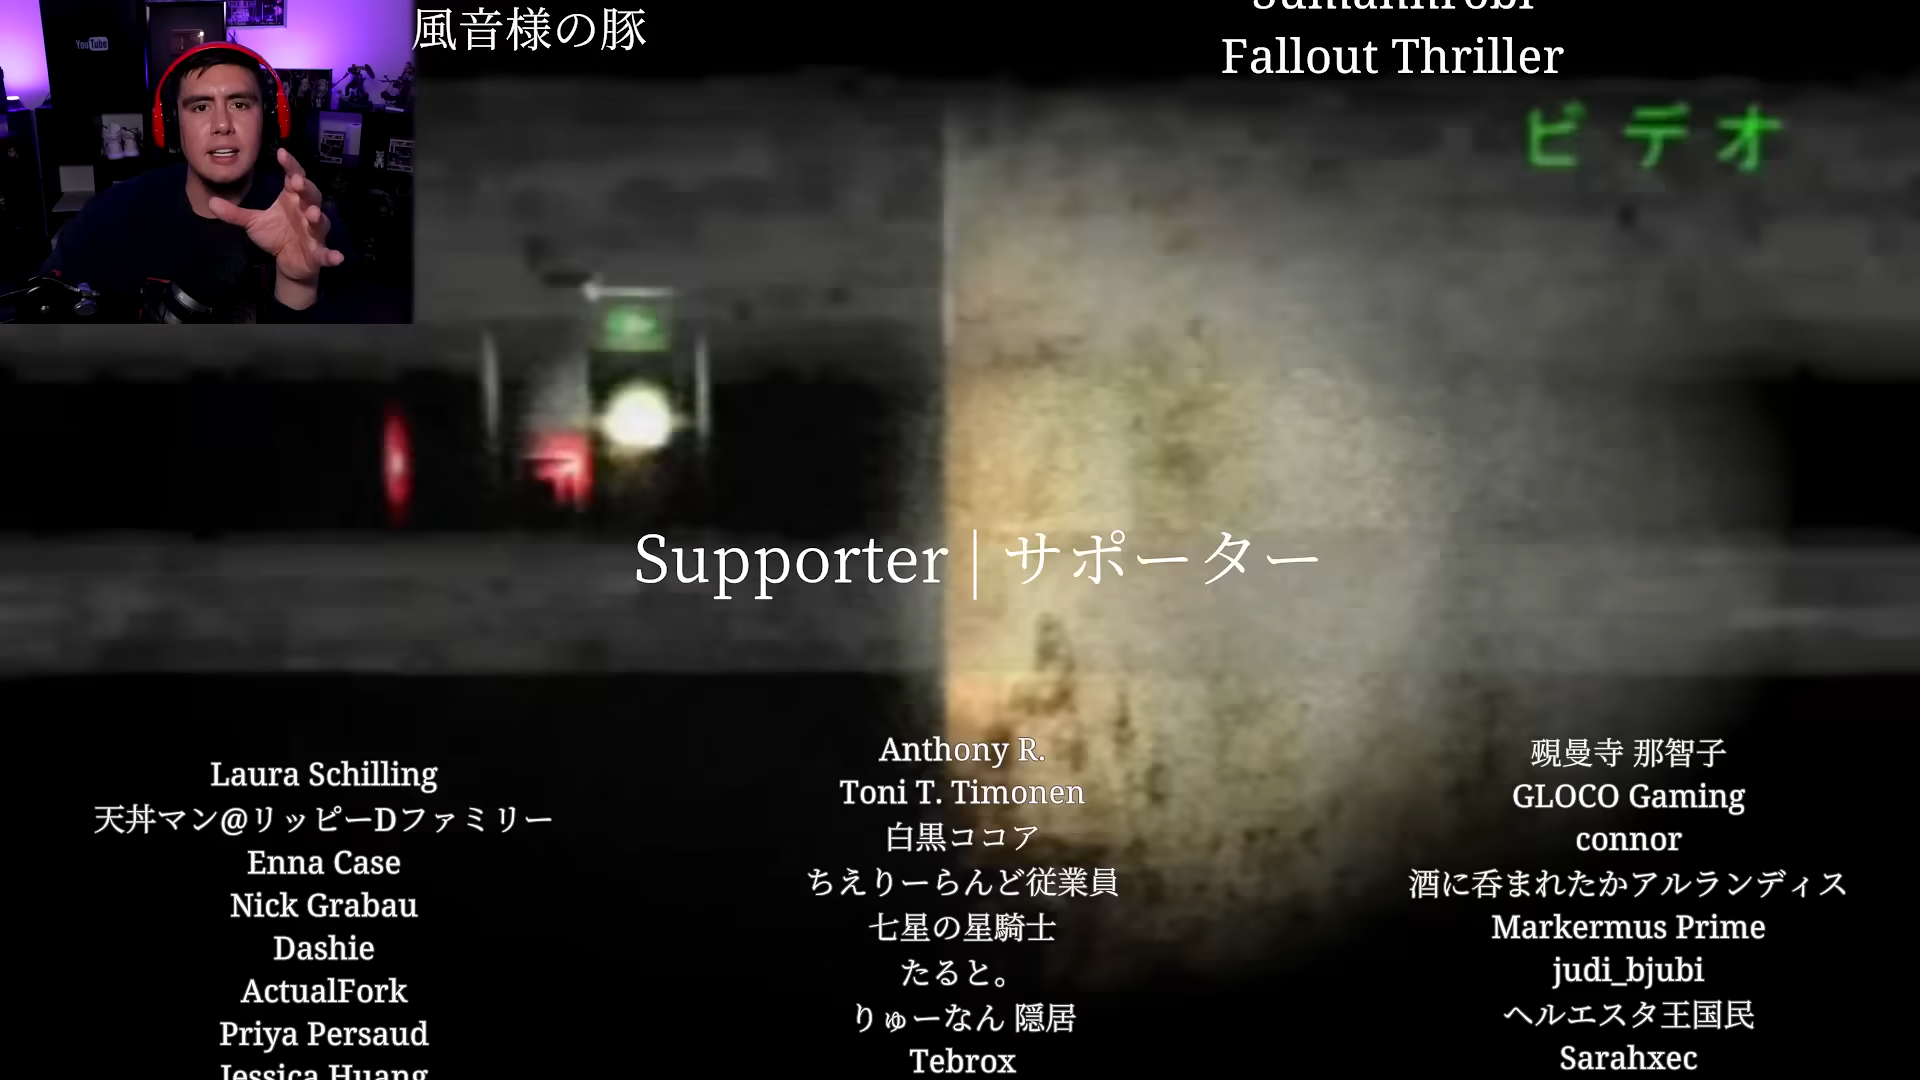 YouTube
風音様の豚
Fallout Thriller
ビデオ
Supporter | サポーター
Laura Schilling
天丼マン@リッピーDファミリー
Enna Case
Nick Grabau
Dashie
ActualFork
Priya Persaud
Jessica Huang
Anthony R.
Toni T. Timonen
白黒ココア
ちえりーらんど従業員
七星の星騎士
たると。
りゅーなん 隠居
Tebrox
覡曼寺 那智子
GLOCO Gaming
connor
酒に呑まれたかアルランディス
Markermus Prime
judi_bjubi
ヘルエスタ王国民
Sarahxec